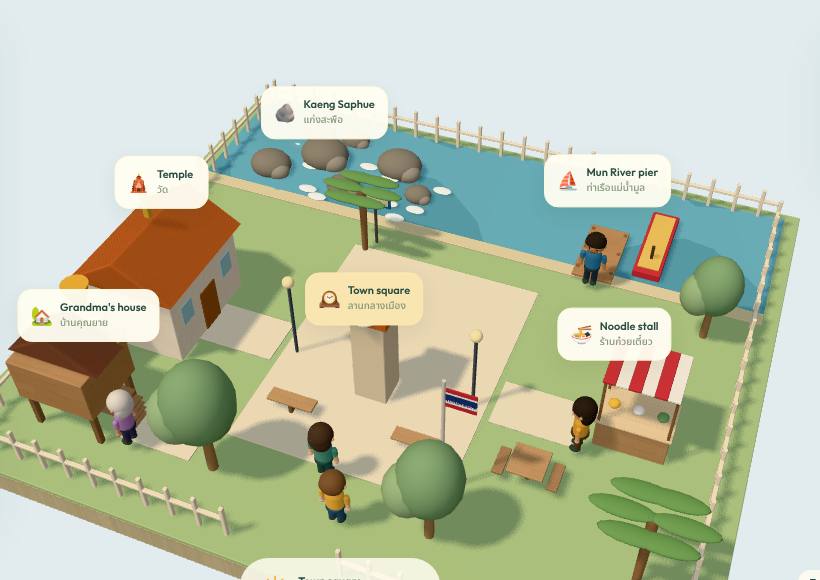 Kaeng Saphue
แก่งสะพือ
Temple
วัด
Mun River pier
ท่าเรือแม่น้ำมูล
Town square
ลานกลางเมือง
Grandma's house
บ้านคุณยาย
Noodle stall
ร้านก๋วยเตี๋ยว